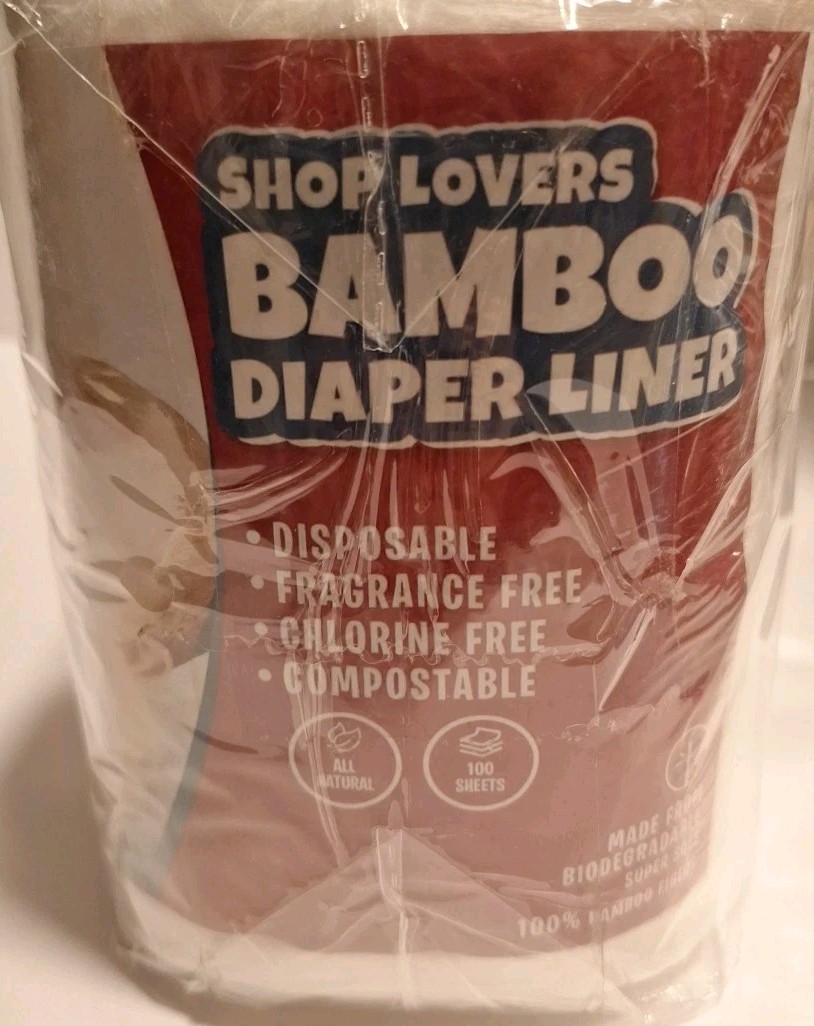 SHOP LOVERS
BAMBOO
DIAPER LINER
• DISPOSABLE
• FRAGRANCE FREE
• CHLORINE FREE
• COMPOSTABLE
ALL
NATURAL
100
SHEETS
MADE FROM
BIODEGRADABLE
SUPER
100% BAMBOO